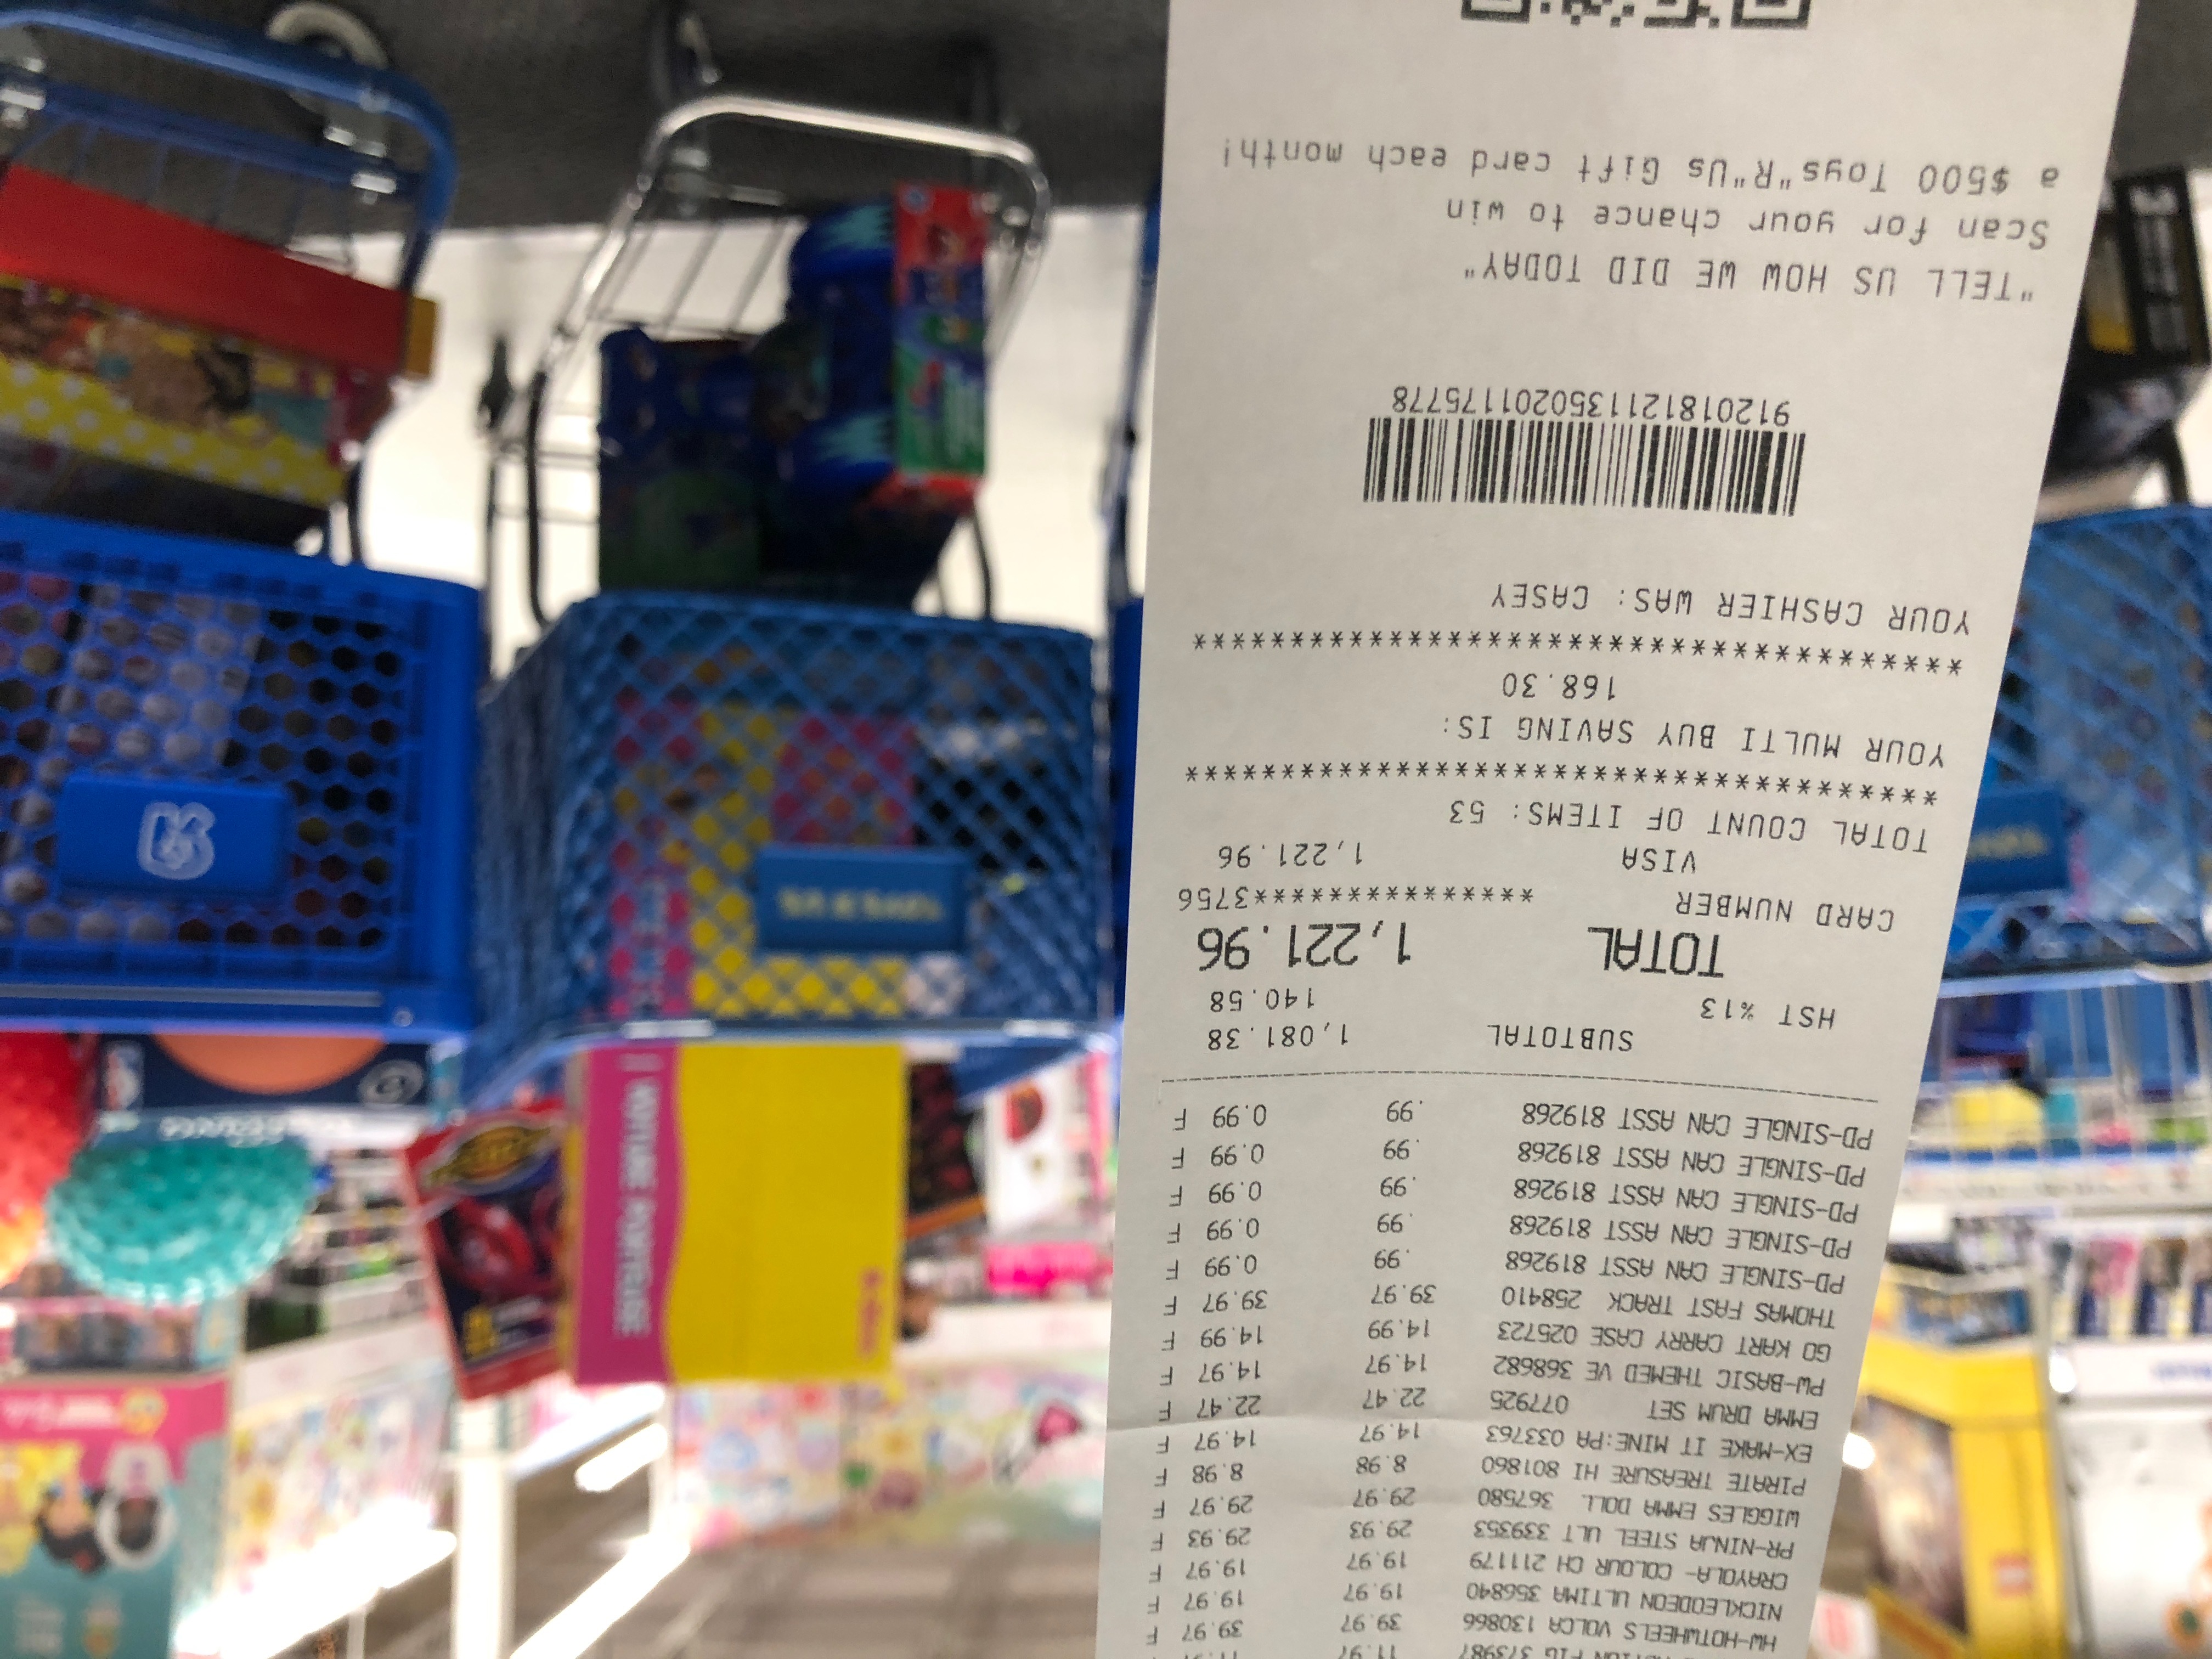 HW-HOTWHEELS VOLCA 130866 39.97 39.97 F
NICKLEODEON ULTIMA 356840 19.97 19.97 F
CRAYOLA- COLOUR CH 211179 19.97 19.97 F
PR-NINJA STEEL ULT 339353 29.93 29.93 F
WIGGLES EMMA DOLL 367580 29.97 29.97 F
PIRATE TREASURE HI 801860 8.98 8.98 F
EX-MAKE IT MINE:PA 033763 14.97 14.97 F
EMMA DRUM SET 077925 22.47 22.47 F
PW-BASIC THEMED VE 368682 14.97 14.97 F
GO KART CARRY CASE 025723 14.99 14.99 F
THOMAS FAST TRACK 258410 39.97 39.97 F
PD-SINGLE CAN ASST 819268 .99 0.99 F
PD-SINGLE CAN ASST 819268 .99 0.99 F
PD-SINGLE CAN ASST 819268 .99 0.99 F
PD-SINGLE CAN ASST 819268 .99 0.99 F
PD-SINGLE CAN ASST 819268 .99 0.99 F
SUBTOTAL 1,081.38
HST %13 140.58
TOTAL 1,221.96
CARD NUMBER ****************3756
VISA 1,221.96
TOTAL COUNT OF ITEMS: 53
****************************************
YOUR MULTI BUY SAVING IS:
168.30
****************************************
YOUR CASHIER WAS: CASEY
9120181211350201175778
"TELL US HOW WE DID TODAY"
Scan for your chance to win
a $500 Toys"R"Us Gift card each month!